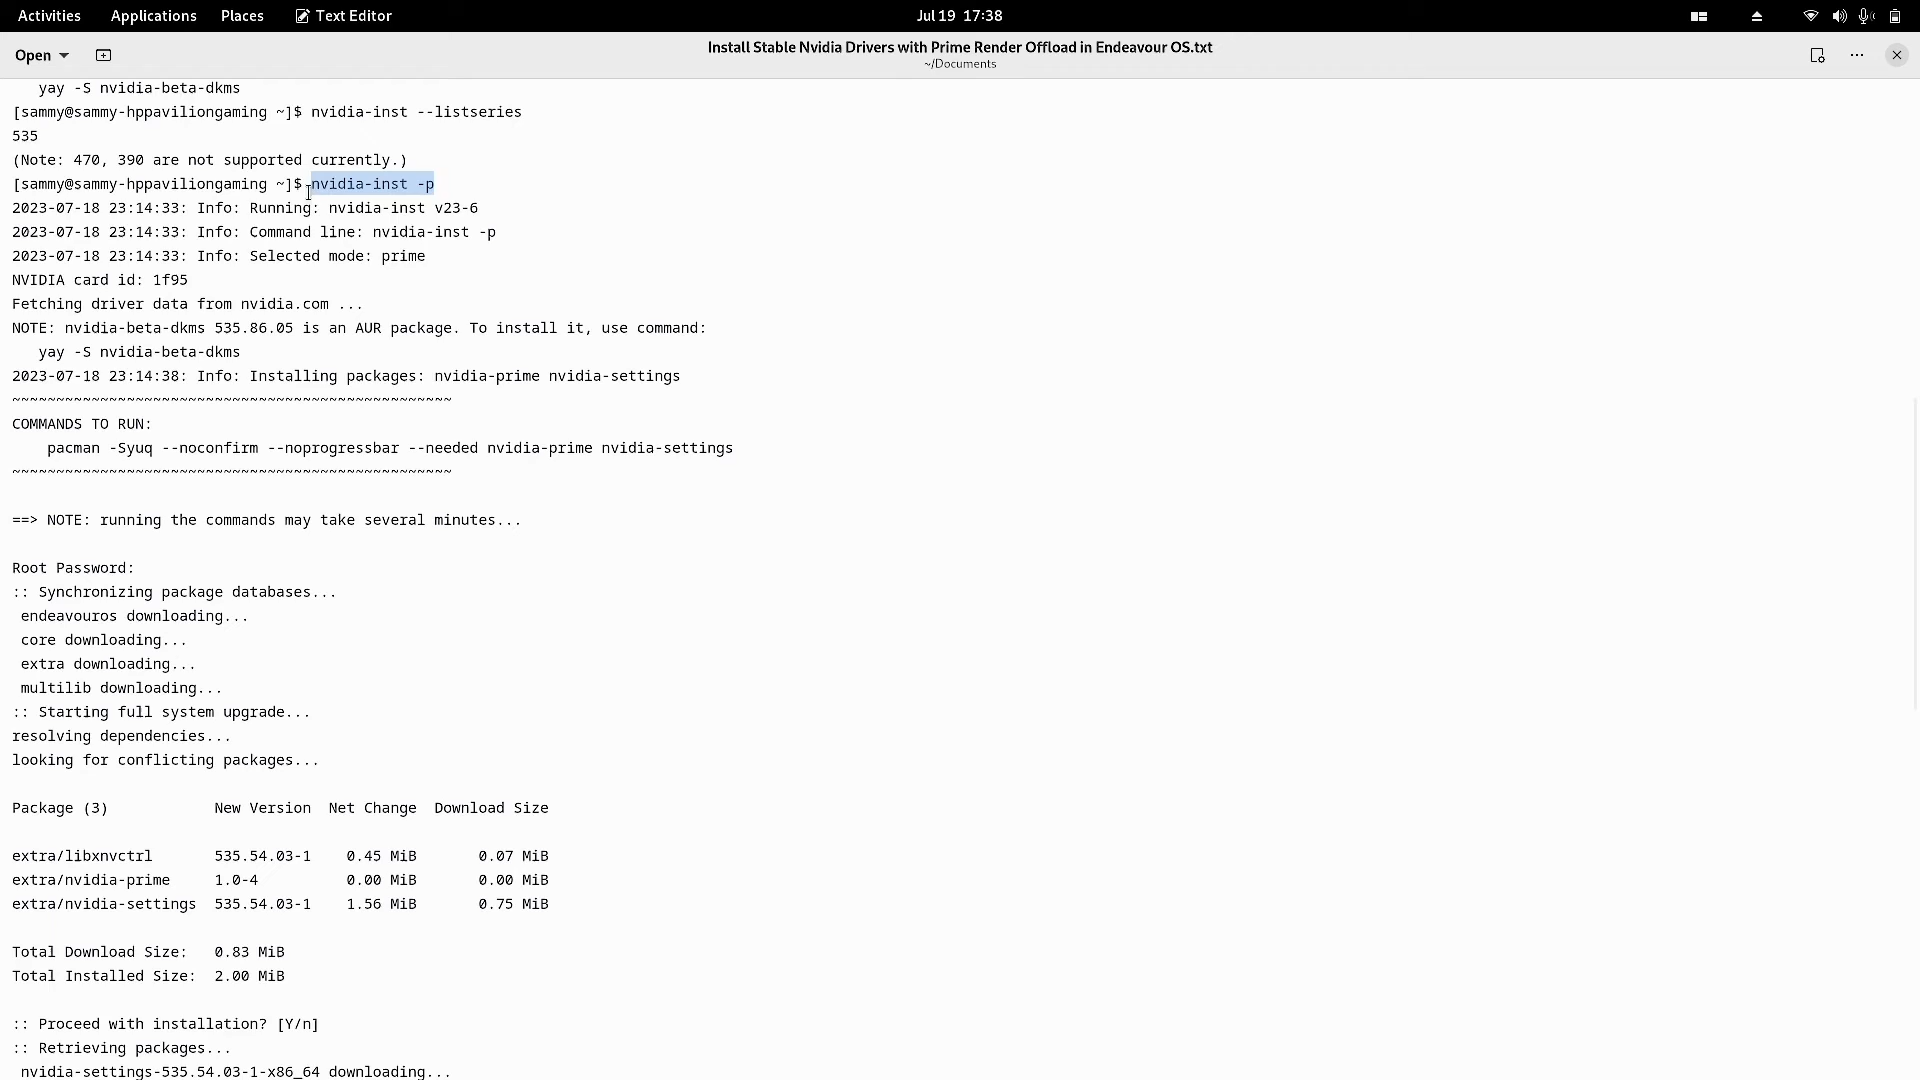 Activities Applications Places Text Editor Jul 19 17:38
Open
Install Stable Nvidia Drivers with Prime Render Offload in Endeavour OS.txt
~/Documents
   yay -S nvidia-beta-dkms
[sammy@sammy-hppaviliongaming ~]$ nvidia-inst --listseries
535
(Note: 470, 390 are not supported currently.)
[sammy@sammy-hppaviliongaming ~]$ nvidia-inst -p
2023-07-18 23:14:33: Info: Running: nvidia-inst v23-6
2023-07-18 23:14:33: Info: Command line: nvidia-inst -p
2023-07-18 23:14:33: Info: Selected mode: prime
NVIDIA card id: 1f95
Fetching driver data from nvidia.com ...
NOTE: nvidia-beta-dkms 535.86.05 is an AUR package. To install it, use command:
   yay -S nvidia-beta-dkms
2023-07-18 23:14:38: Info: Installing packages: nvidia-prime nvidia-settings
~~~~~~~~~~~~~~~~~~~~~~~~~~~~~~~~~~~~~~~~~~~~~~~~~~
COMMANDS TO RUN:
    pacman -Syuq --noconfirm --noprogressbar --needed nvidia-prime nvidia-settings
~~~~~~~~~~~~~~~~~~~~~~~~~~~~~~~~~~~~~~~~~~~~~~~~~~
==> NOTE: running the commands may take several minutes...
Root Password:
:: Synchronizing package databases...
 endeavouros downloading...
 core downloading...
 extra downloading...
 multilib downloading...
:: Starting full system upgrade...
resolving dependencies...
looking for conflicting packages...
Package (3)            New Version  Net Change  Download Size
extra/libxnvctrl       535.54.03-1    0.45 MiB       0.07 MiB
extra/nvidia-prime     1.0-4          0.00 MiB       0.00 MiB
extra/nvidia-settings  535.54.03-1    1.56 MiB       0.75 MiB
Total Download Size:   0.83 MiB
Total Installed Size:  2.00 MiB
:: Proceed with installation? [Y/n]
:: Retrieving packages...
 nvidia-settings-535.54.03-1-x86_64 downloading...